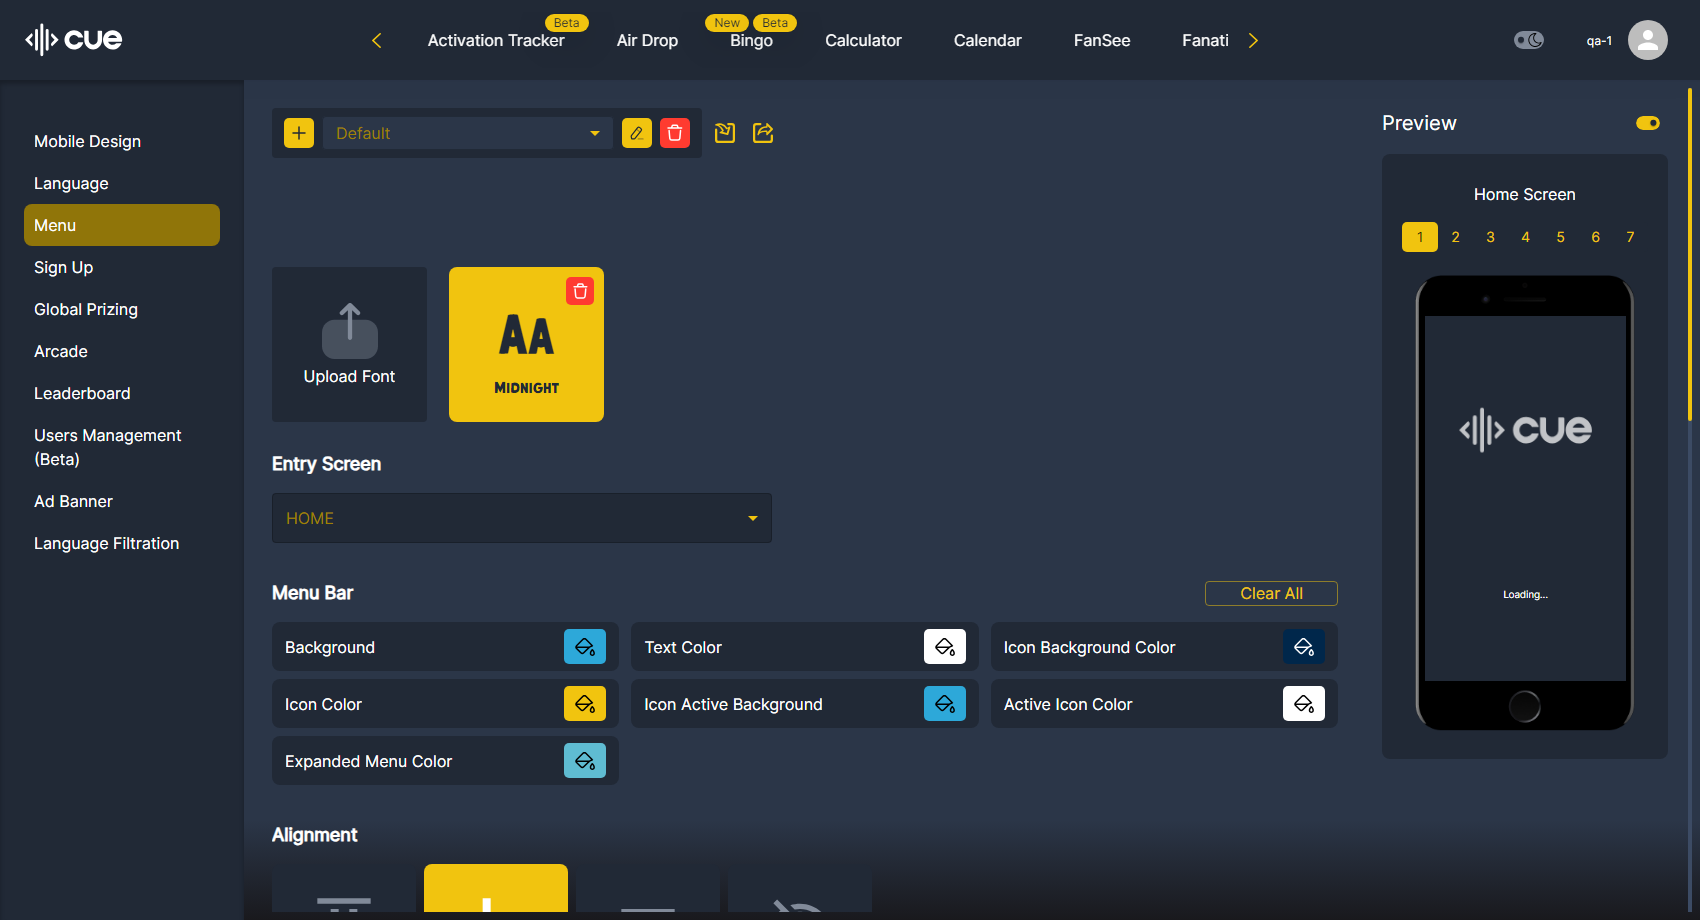 cue
Activation Tracker
Beta
Air Drop
New
Beta
Bingo
Calculator
Calendar
FanSee
Fanati
qa-1
Mobile Design
Language
Menu
Sign Up
Global Prizing
Arcade
Leaderboard
Users Management
(Beta)
Ad Banner
Language Filtration
Default
Upload Font
AA
MIDNIGHT
Entry Screen
HOME
Menu Bar
Clear All
Background
Text Color
Icon Background Color
Icon Color
Icon Active Background
Active Icon Color
Expanded Menu Color
Alignment
Preview
Home Screen
1 2 3 4 5 6 7
cue
Loading...